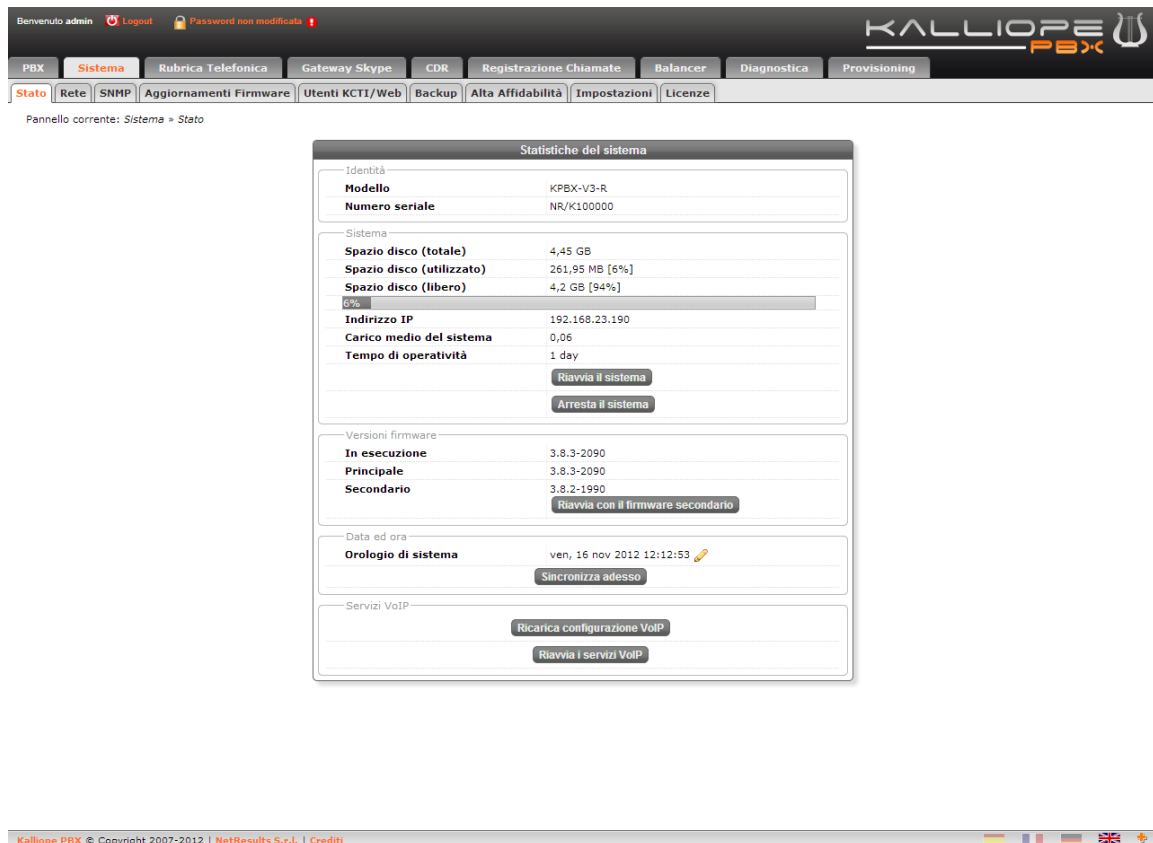 Benvenuto admin Logout Password non modificata
KALLIOPE PBX
PBX Sistema Rubrica Telefonica Gateway Skype CDR Registrazione Chiamate Balancer Diagnostica Provisioning
Stato Rete SNMP Aggiornamenti Firmware Utenti KCTI/Web Backup Alta Affidabilità Impostazioni Licenze
Pannello corrente: Sistema » Stato
Statistiche del sistema
Identità
Modello KPBX-V3-R
Numero seriale NR/K100000
Sistema
Spazio disco (totale) 4,45 GB
Spazio disco (utilizzato) 261,95 MB [6%]
Spazio disco (libero) 4,2 GB [94%]
6%
Indirizzo IP 192.168.23.190
Carico medio del sistema 0,06
Tempo di operatività 1 day
Riavvia il sistema
Arresta il sistema
Versioni firmware
In esecuzione 3.8.3-2090
Principale 3.8.3-2090
Secondario 3.8.2-1990
Riavvia con il firmware secondario
Data ed ora
Orologio di sistema ven, 16 nov 2012 12:12:53
Sincronizza adesso
Servizi VoIP
Ricarica configurazione VoIP
Riavvia i servizi VoIP
Kalliope PBX © Copyright 2007-2012 | NetResults S.r.l. | Crediti